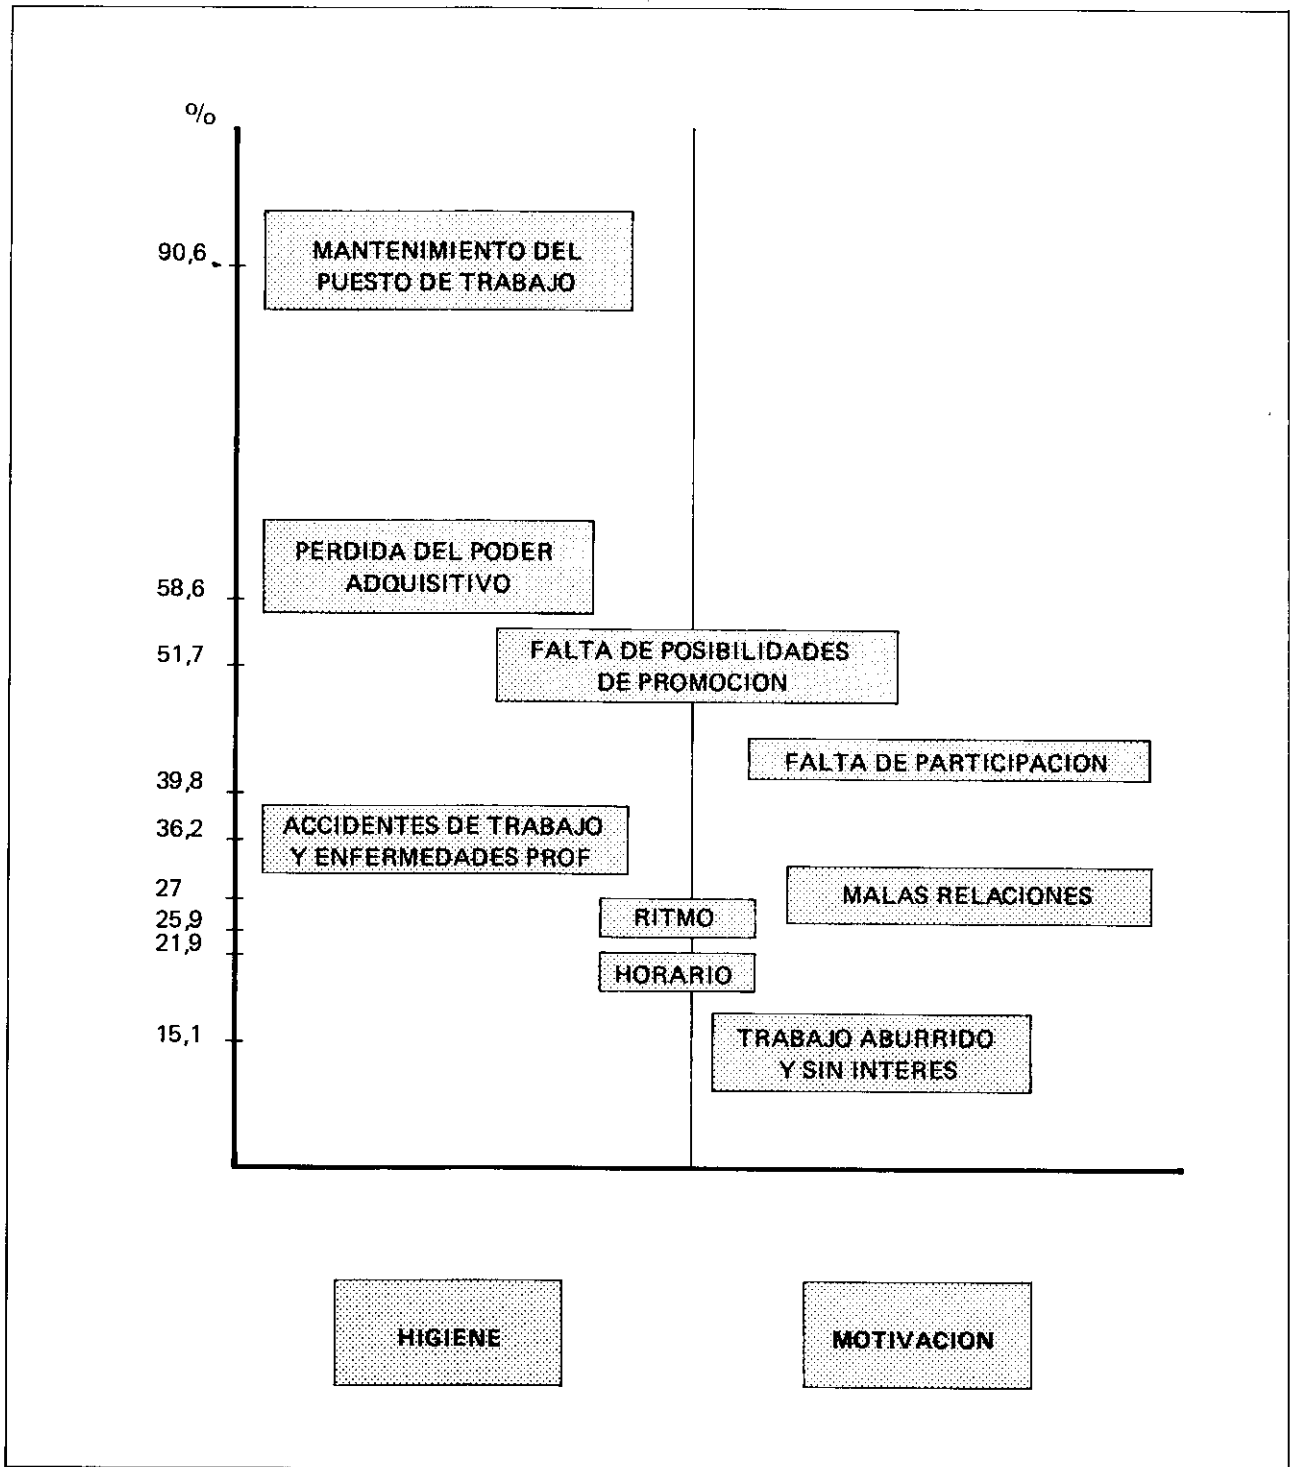 %
90,6
MANTENIMIENTO DEL
PUESTO DE TRABAJO
PERDIDA DEL PODER
ADQUISITIVO
58,6
51,7
FALTA DE POSIBILIDADES
DE PROMOCION
FALTA DE PARTICIPACION
39,8
ACCIDENTES DE TRABAJO
Y ENFERMEDADES PROF
36,2
27
MALAS RELACIONES
RITMO
25,9
21,9
HORARIO
15,1
TRABAJO ABURRIDO
Y SIN INTERES
HIGIENE
MOTIVACION